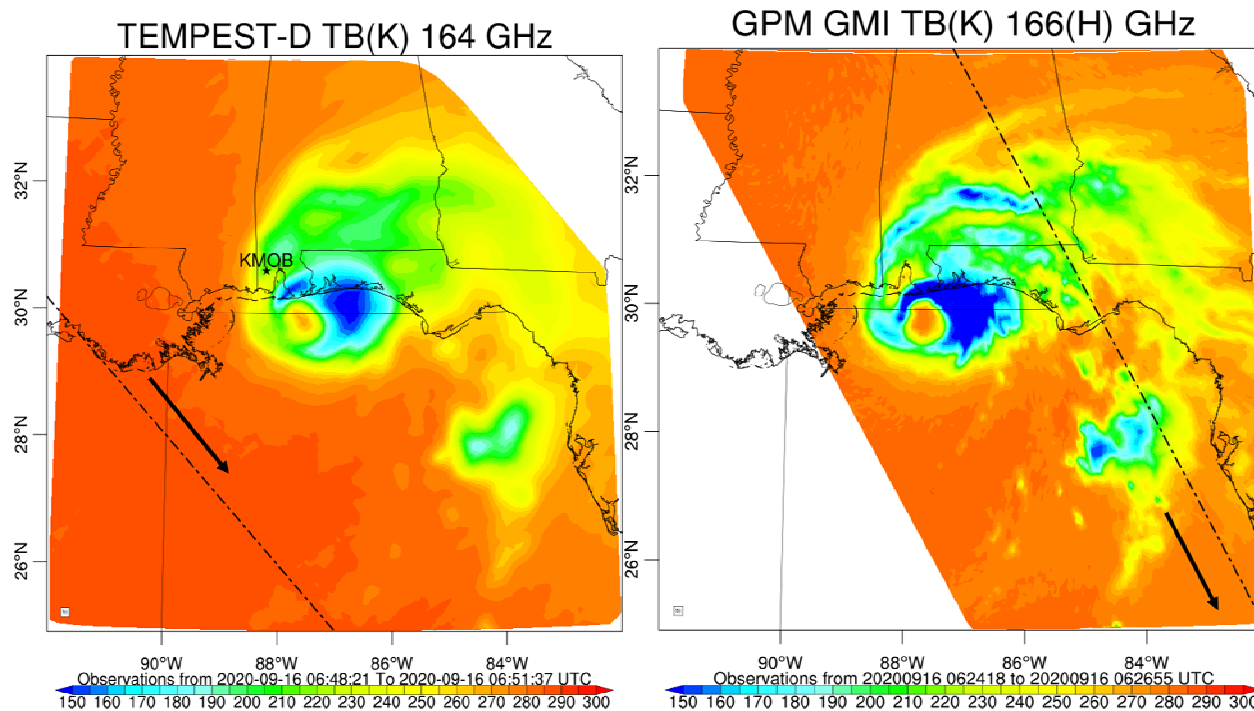 TEMPEST-D TB(K) 164 GHz
KMOB
32°N
30°N
28°N
26°N
90°W 88°W 86°W 84°W
Observations from 2020-09-16 06:48:21 To 2020-09-16 06:51:37 UTC
150 160 170 180 190 200 210 220 230 240 250 260 270 280 290 300
GPM GMI TB(K) 166(H) GHz
32°N
30°N
28°N
26°N
90°W 88°W 86°W 84°W
Observations from 20200916 062418 to 20200916 062655 UTC
150 160 170 180 190 200 210 220 230 240 250 260 270 280 290 300